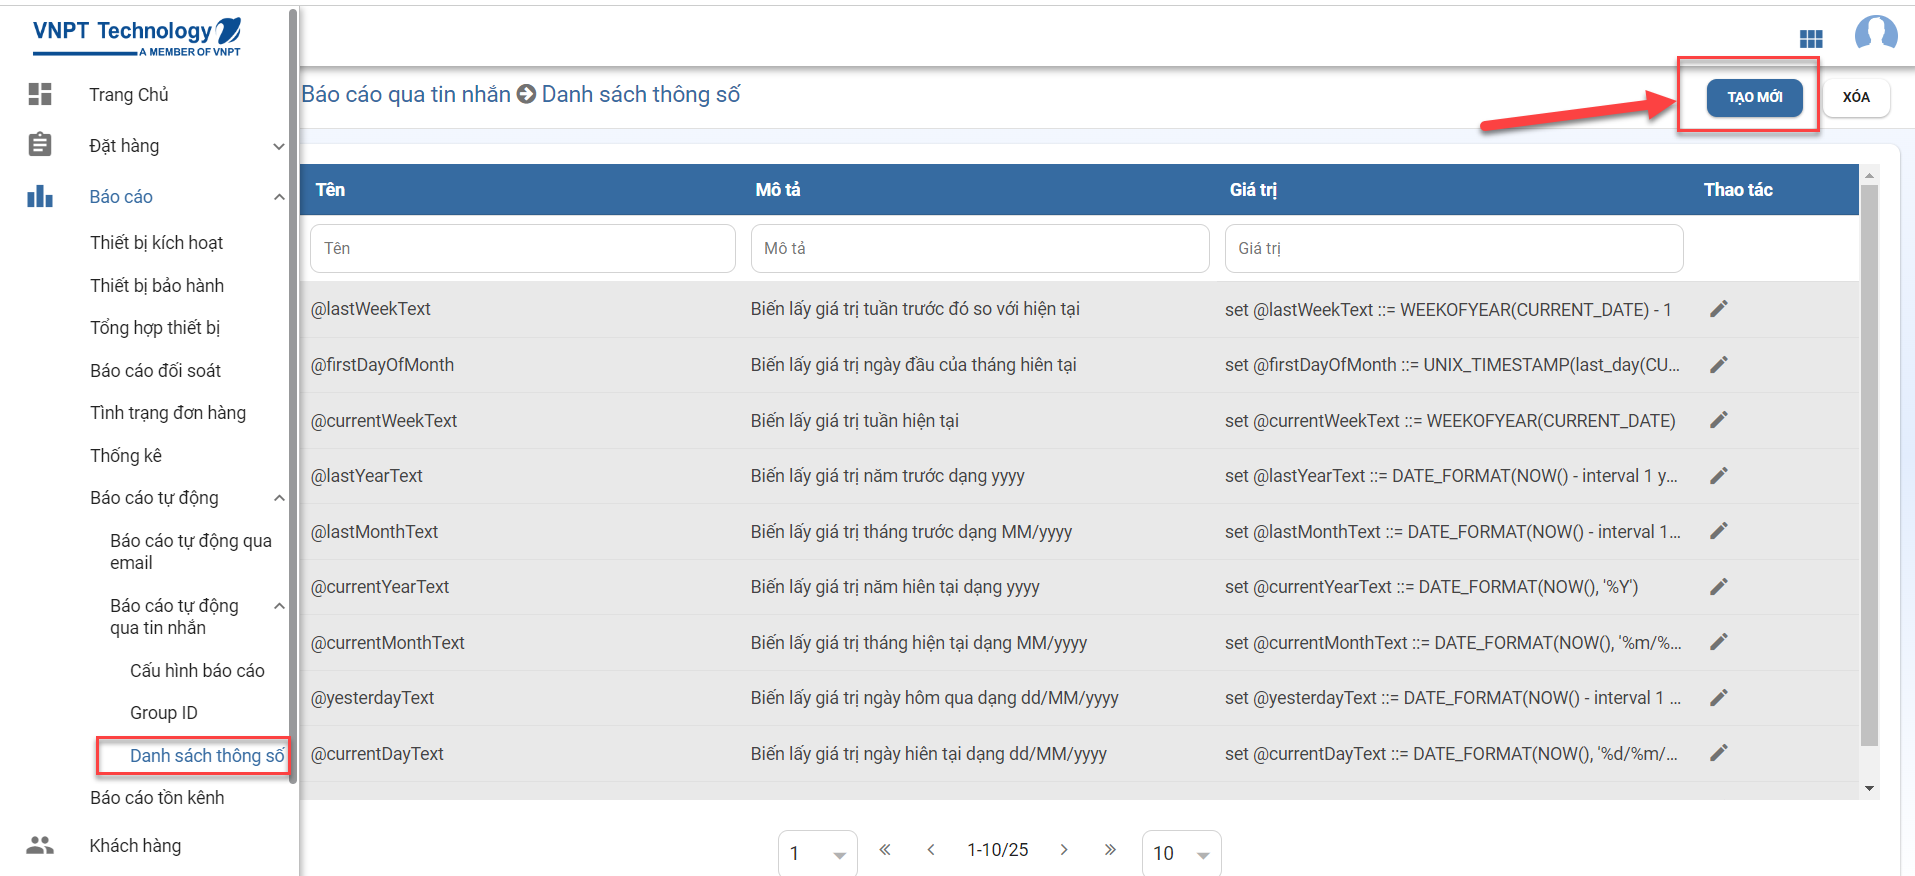 VNPT Technology
A MEMBER OF VNPT
Trang Chủ
Đặt hàng
Báo cáo
Thiết bị kích hoạt
Thiết bị bảo hành
Tổng hợp thiết bị
Báo cáo đối soát
Tình trạng đơn hàng
Thống kê
Báo cáo tự động
Báo cáo tự động qua
email
Báo cáo tự động
qua tin nhắn
Cấu hình báo cáo
Group ID
Danh sách thông số
Báo cáo tồn kênh
Khách hàng
Báo cáo qua tin nhắn Danh sách thông số
TẠO MỚI XÓA
Tên Mô tả Giá trị Thao tác
Tên Mô tả Giá trị
@lastWeekText Biến lấy giá trị tuần trước đó so với hiện tại set @lastWeekText ::= WEEKOFYEAR(CURRENT_DATE) - 1
@firstDayOfMonth Biến lấy giá trị ngày đầu của tháng hiên tại set @firstDayOfMonth ::= UNIX_TIMESTAMP(last_day(CU...
@currentWeekText Biến lấy giá trị tuần hiện tại set @currentWeekText ::= WEEKOFYEAR(CURRENT_DATE)
@lastYearText Biến lấy giá trị năm trước dạng yyyy set @lastYearText ::= DATE_FORMAT(NOW() - interval 1 y...
@lastMonthText Biến lấy giá trị tháng trước dạng MM/yyyy set @lastMonthText ::= DATE_FORMAT(NOW() - interval 1...
@currentYearText Biến lấy giá trị năm hiên tại dạng yyyy set @currentYearText ::= DATE_FORMAT(NOW(), '%Y')
@currentMonthText Biến lấy giá trị tháng hiện tại dạng MM/yyyy set @currentMonthText ::= DATE_FORMAT(NOW(), '%m/%...
@yesterdayText Biến lấy giá trị ngày hôm qua dạng dd/MM/yyyy set @yesterdayText ::= DATE_FORMAT(NOW() - interval 1 ...
@currentDayText Biến lấy giá trị ngày hiên tại dạng dd/MM/yyyy set @currentDayText ::= DATE_FORMAT(NOW(), '%d/%m/...
1 « ‹ 1-10/25 › » 10